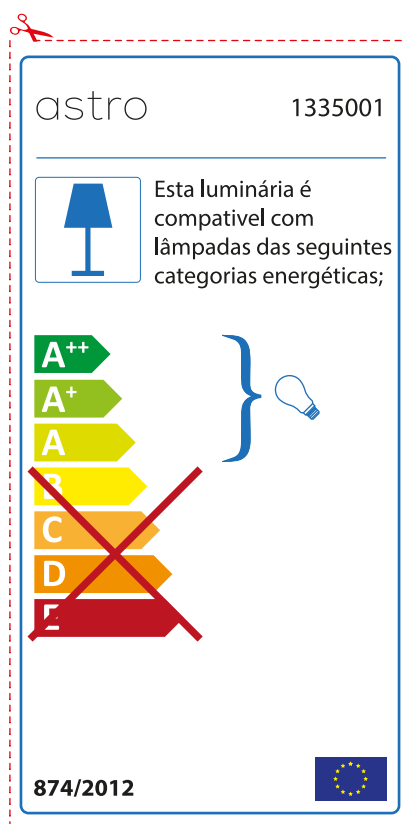 astro
1335001
Esta luminária é
compativel com
lâmpadas das seguintes
categorias energéticas;
A++
A+
A
B
C
D
E
874/2012